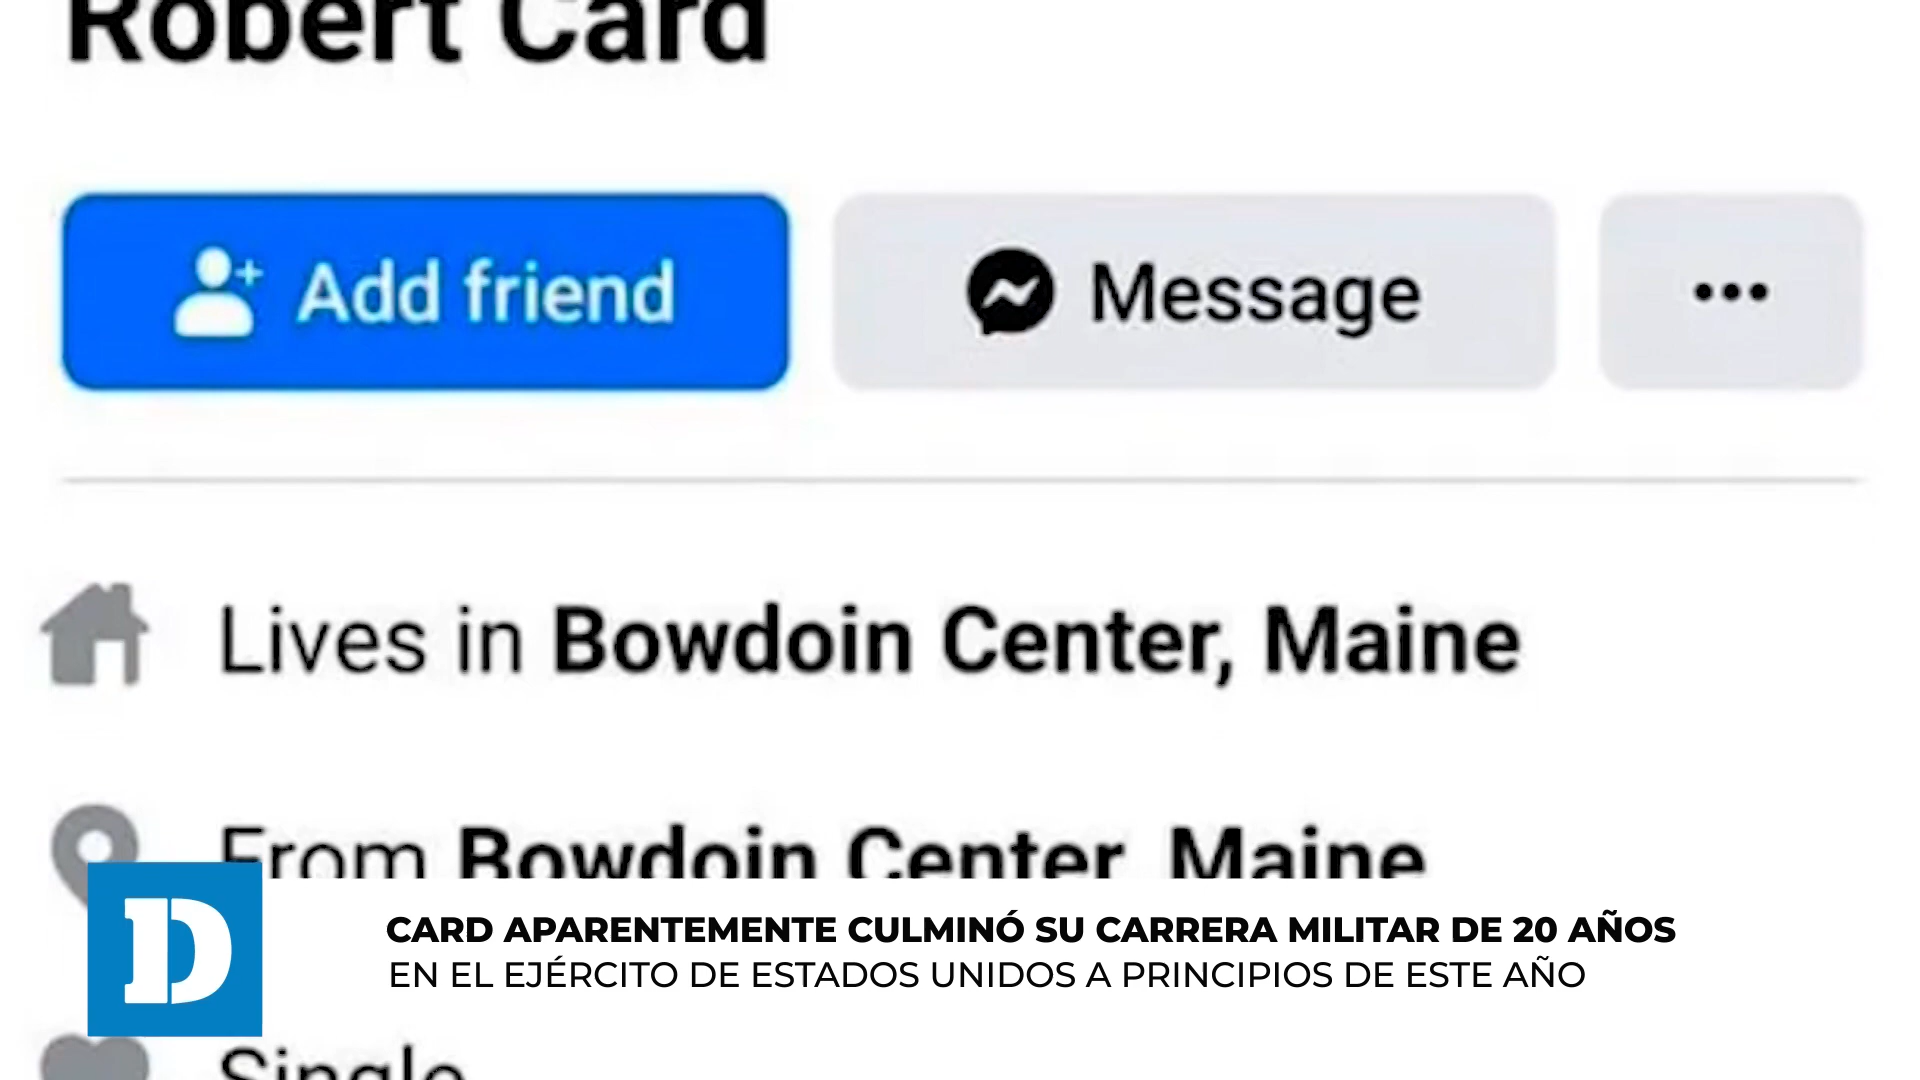 Robert Card
Add friend
Message
Lives in Bowdoin Center, Maine
From Bowdoin Center, Maine
D
CARD APARENTEMENTE CULMINÓ SU CARRERA MILITAR DE 20 AÑOS
EN EL EJÉRCITO DE ESTADOS UNIDOS A PRINCIPIOS DE ESTE AÑO
Single